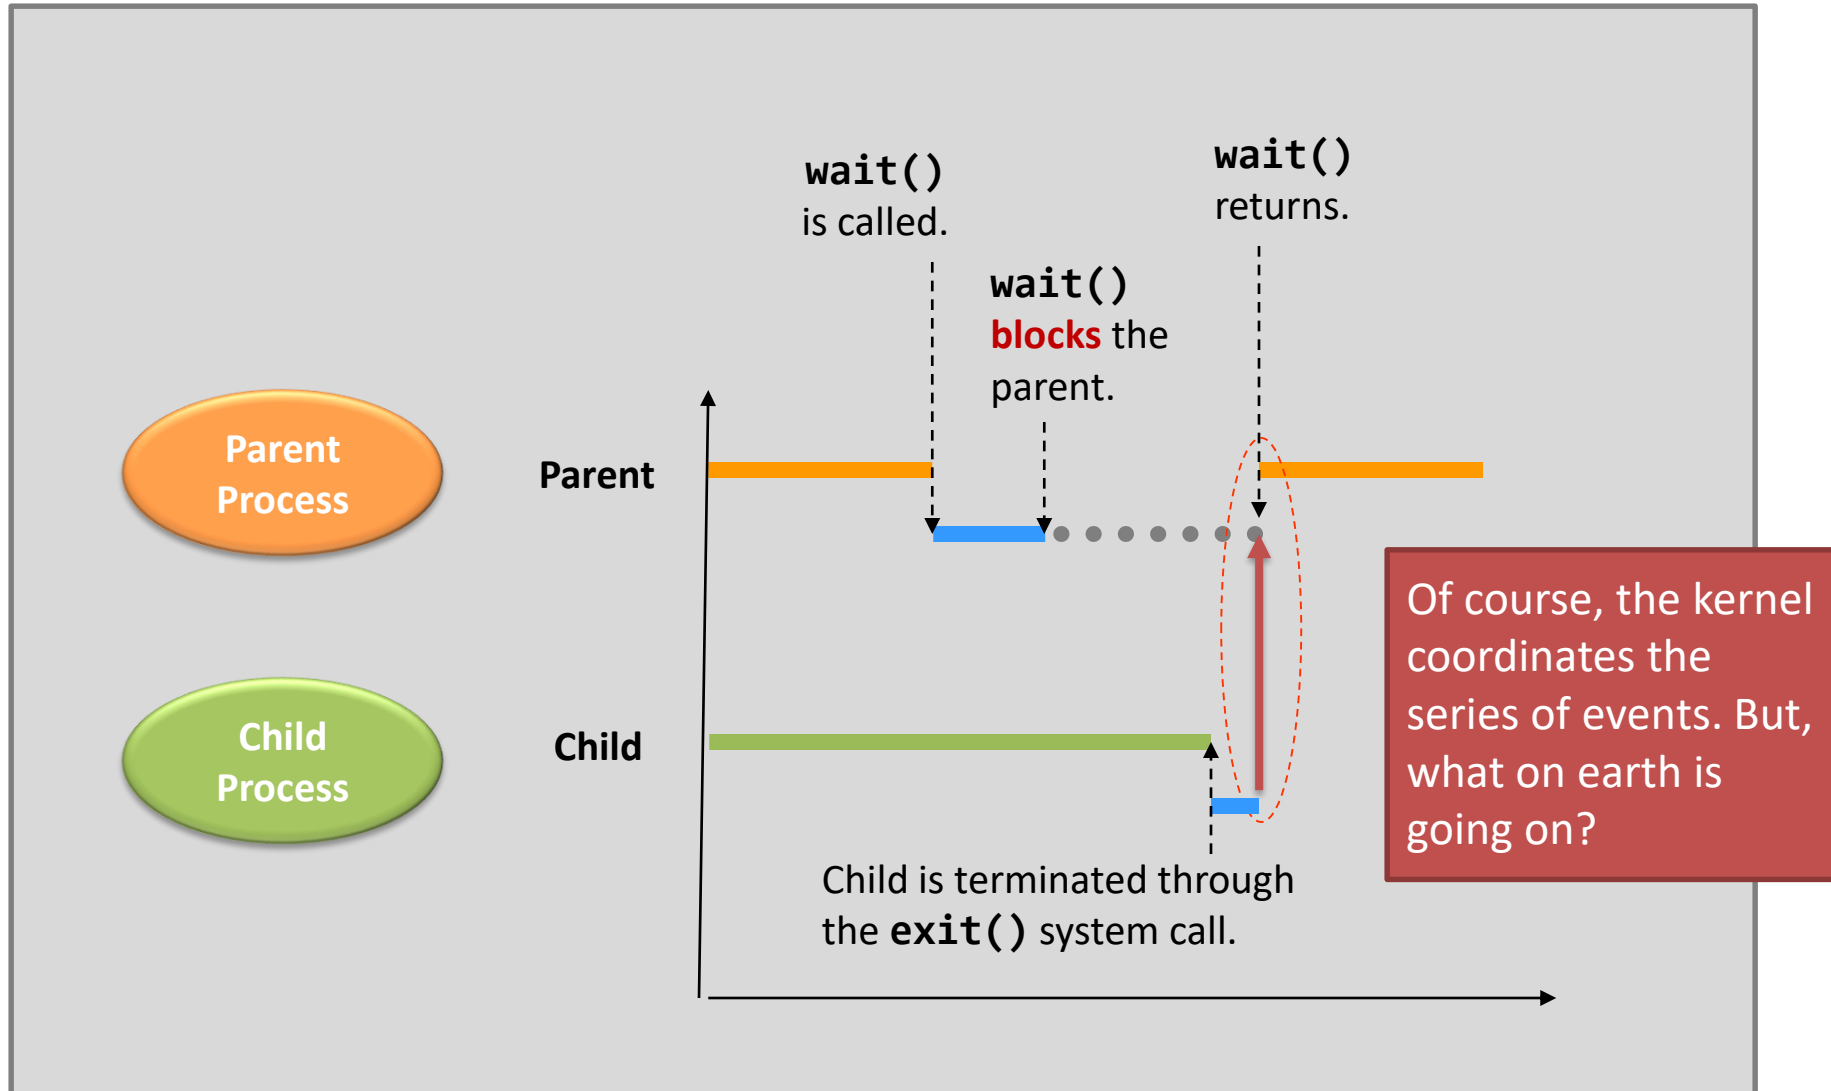 wait()
is called.
wait()
returns.
wait()
blocks the
parent.
Parent
Process
Parent
Child
Process
Child
Of course, the kernel
coordinates the
series of events. But,
what on earth is
going on?
Child is terminated through
the exit() system call.